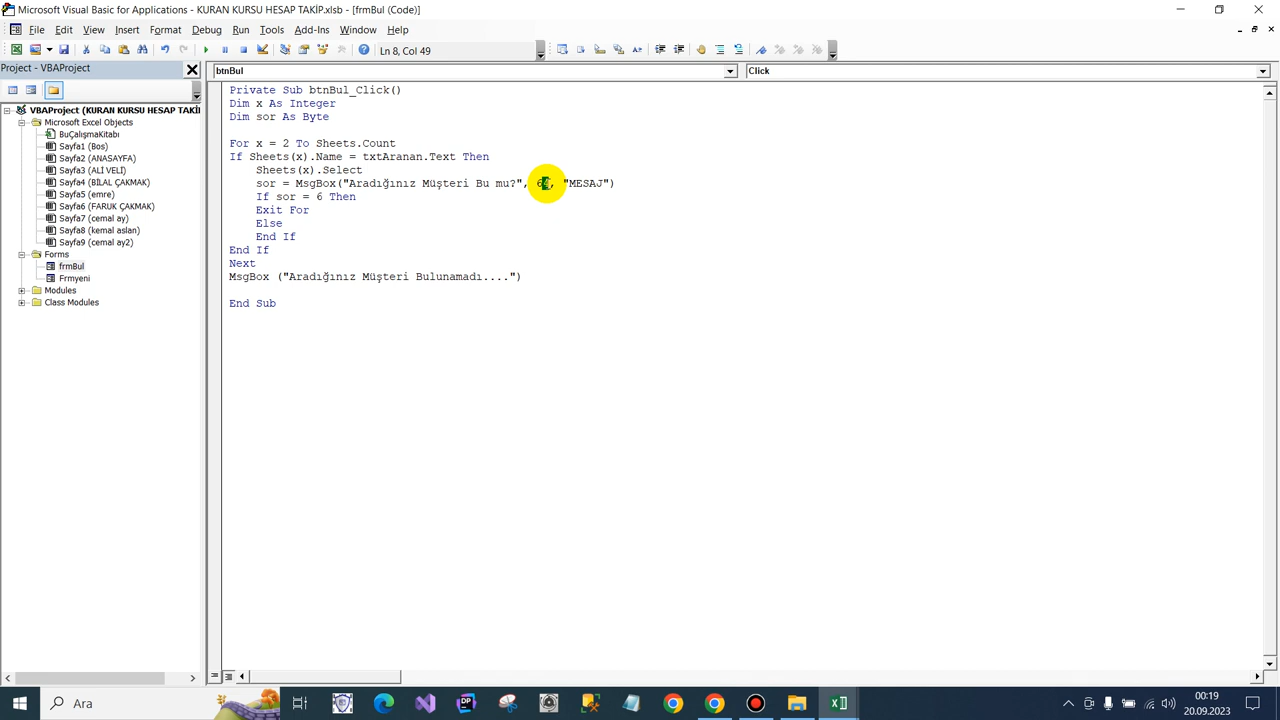 Microsoft Visual Basic for Applications - KURAN KURSU HESAP TAKİP.xlsb - [frmBul (Code)]
File Edit View Insert Format Debug Run Tools Add-Ins Window Help
Ln 8, Col 49
Project - VBAProject
btnBul
Click
VBAProject (KURAN KURSU HESAP TAKİ
Microsoft Excel Objects
BuÇalışmaKitabı
Sayfa1 (Bos)
Sayfa2 (ANASAYFA)
Sayfa3 (ALİ VELİ)
Sayfa4 (BİLAL ÇAKMAK)
Sayfa5 (emre)
Sayfa6 (FARUK ÇAKMAK)
Sayfa7 (cemal ay)
Sayfa8 (kemal aslan)
Sayfa9 (cemal ay2)
Forms
frmBul
Frmyeni
Modules
Class Modules
Private Sub btnBul_Click()
Dim x As Integer
Dim sor As Byte
For x = 2 To Sheets.Count
If Sheets(x).Name = txtAranan.Text Then
Sheets(x).Select
sor = MsgBox("Aradığınız Müşteri Bu mu?", , "MESAJ")
If sor = 6 Then
Exit For
Else
End If
End If
Next
MsgBox ("Aradığınız Müşteri Bulunamadı....")
End Sub
Ara
DP
00:19
20.09.2023